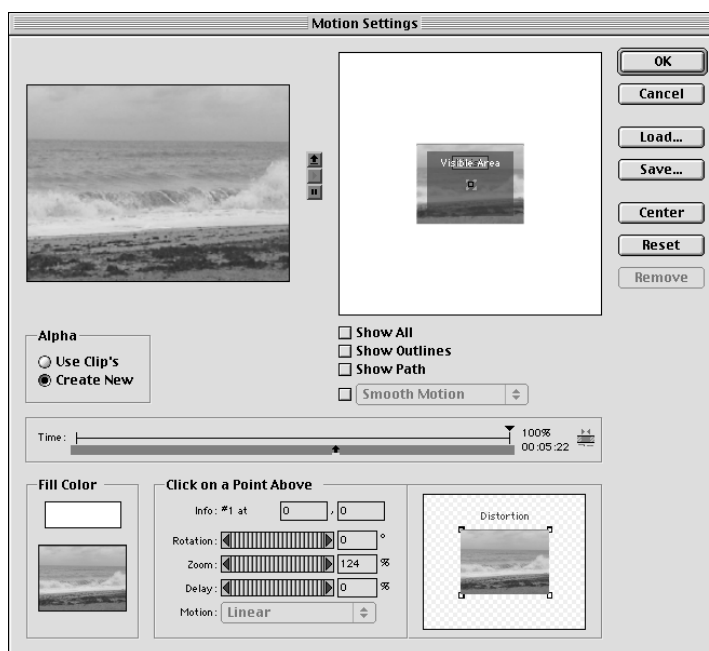 Motion Settings
OK
Cancel
Load...
Save...
Center
Reset
Remove
Visible Area
Alpha
Use Clip's
Create New
Show All
Show Outlines
Show Path
Smooth Motion
Time:
100%
00:05:22
Fill Color
Click on a Point Above
Info: #1 at 0 , 0
Rotation: 0 °
Zoom: 124 %
Delay: 0 %
Motion: Linear
Distortion